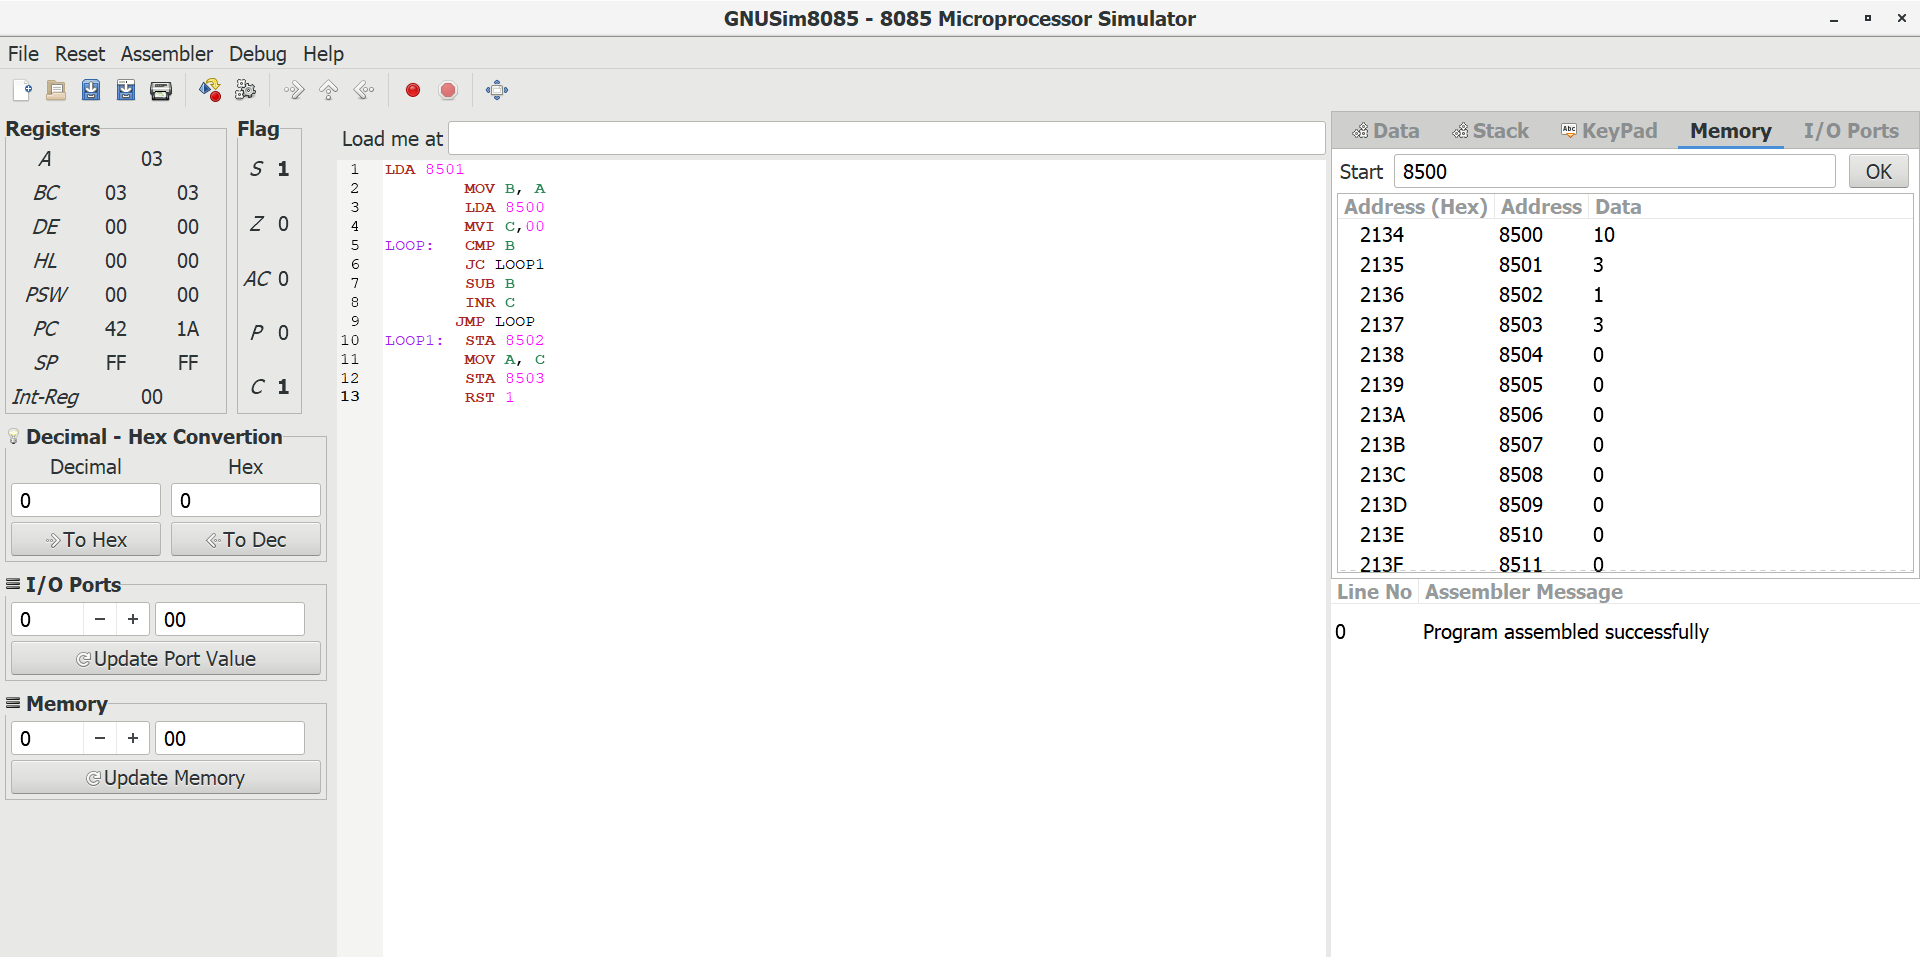 GNUSim8085 - 8085 Microprocessor Simulator
File Reset Assembler Debug Help
Registers
A 03
BC 03 03
DE 00 00
HL 00 00
PSW 00 00
PC 42 1A
SP FF FF
Int-Reg 00
Flag
S 1
Z 0
AC 0
P 0
C 1
Decimal - Hex Convertion
Decimal Hex
0 0
To Hex To Dec
I/O Ports
0 − + 00
Update Port Value
Memory
0 − + 00
Update Memory
Load me at
1 LDA 8501
2 MOV B, A
3 LDA 8500
4 MVI C,00
5 LOOP: CMP B
6 JC LOOP1
7 SUB B
8 INR C
9 JMP LOOP
10 LOOP1: STA 8502
11 MOV A, C
12 STA 8503
13 RST 1
Data Stack Abc KeyPad Memory I/O Ports
Start 8500 OK
Address (Hex) Address Data
2134 8500 10
2135 8501 3
2136 8502 1
2137 8503 3
2138 8504 0
2139 8505 0
213A 8506 0
213B 8507 0
213C 8508 0
213D 8509 0
213E 8510 0
213F 8511 0
Line No Assembler Message
0 Program assembled successfully